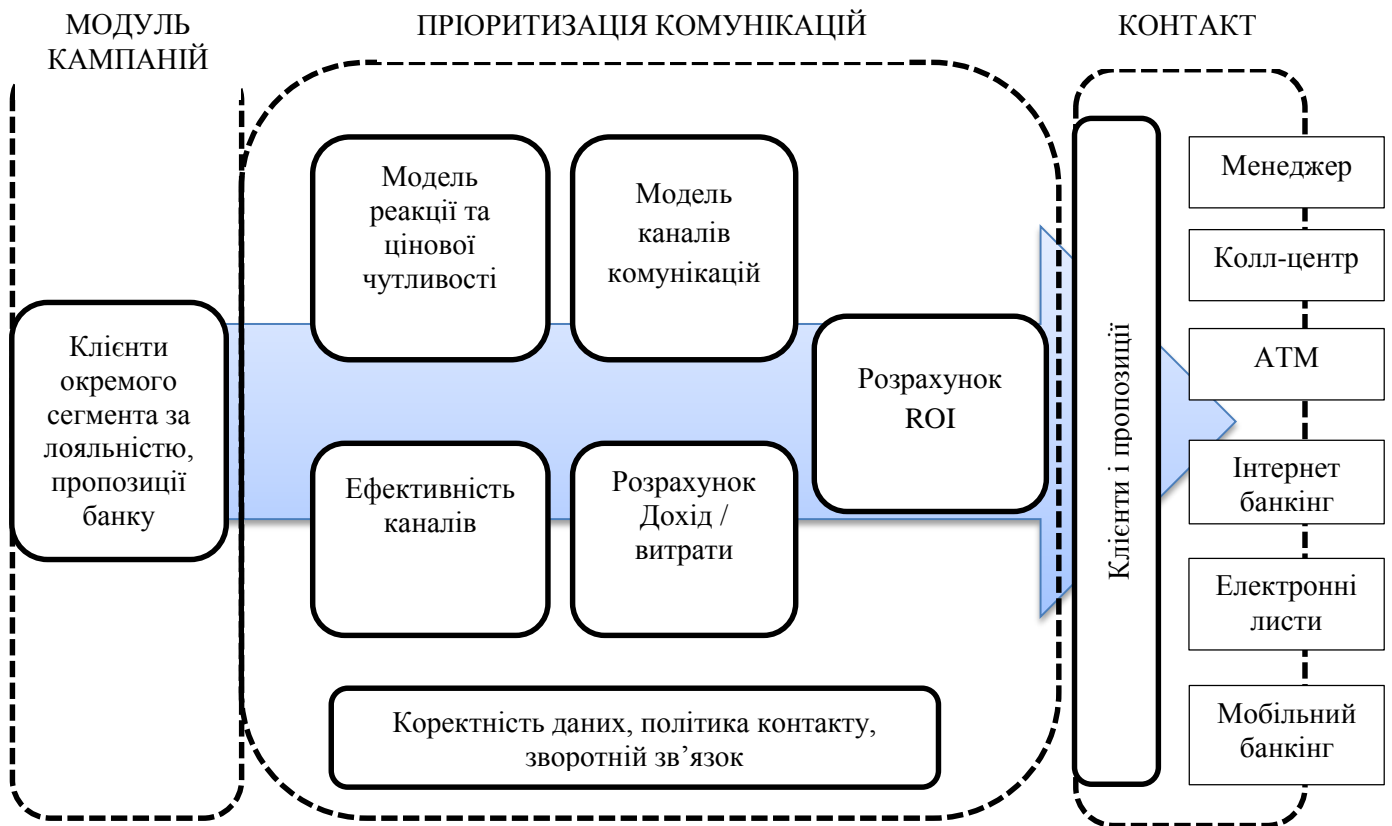 МОДУЛЬ
КАМПАНІЙ
ПРІОРИТИЗАЦІЯ КОМУНІКАЦІЙ
КОНТАКТ
Клієнти
окремого
сегмента за
лояльністю,
пропозиції
банку
Модель
реакції та
цінової
чутливості
Модель
каналів
комунікацій
Ефективність
каналів
Розрахунок
Дохід /
витрати
Розрахунок
ROI
Коректність даних, політика контакту,
зворотній зв’язок
Клієнти і пропозиції
Менеджер
Колл-центр
АТМ
Інтернет
банкінг
Електронні
листи
Мобільний
банкінг